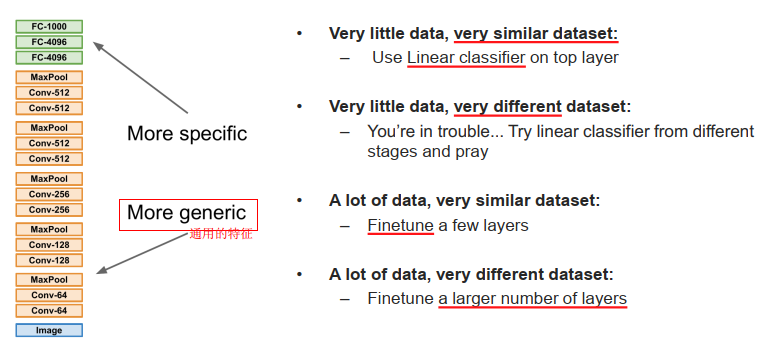 FC-1000
FC-4096
FC-4096
MaxPool
Conv-512
Conv-512
MaxPool
Conv-512
Conv-512
MaxPool
Conv-256
Conv-256
MaxPool
Conv-128
Conv-128
MaxPool
Conv-64
Conv-64
Image
More specific
More generic
通用的特征
• Very little data, very similar dataset:
– Use Linear classifier on top layer
• Very little data, very different dataset:
– You're in trouble... Try linear classifier from different
stages and pray
• A lot of data, very similar dataset:
– Finetune a few layers
• A lot of data, very different dataset:
– Finetune a larger number of layers